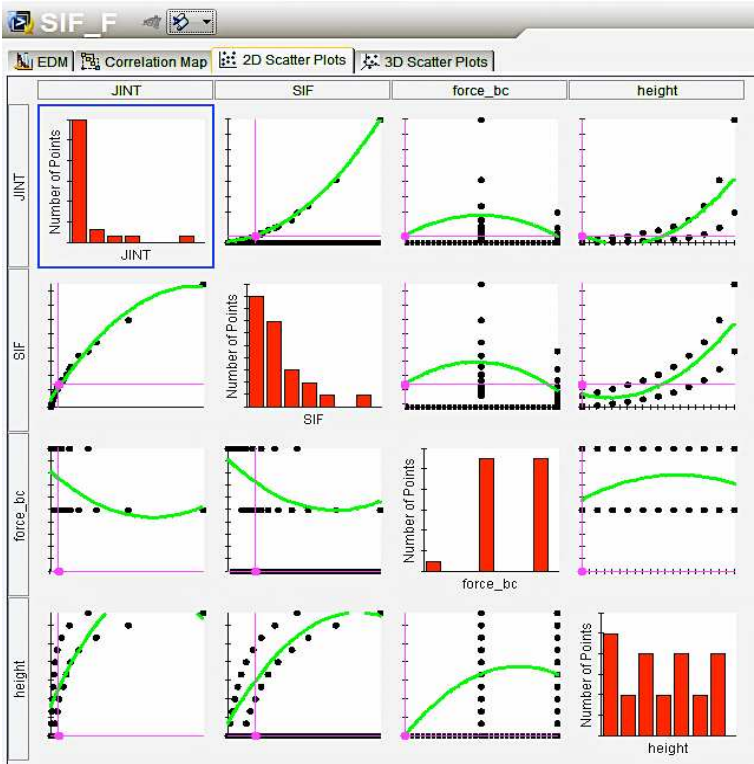 SIF_F
EDM Correlation Map 2D Scatter Plots 3D Scatter Plots
JINT SIF force_bc height
JINT
Number of Points
JINT
SIF
Number of Points
SIF
force_bc
Number of Points
force_bc
height
Number of Points
height